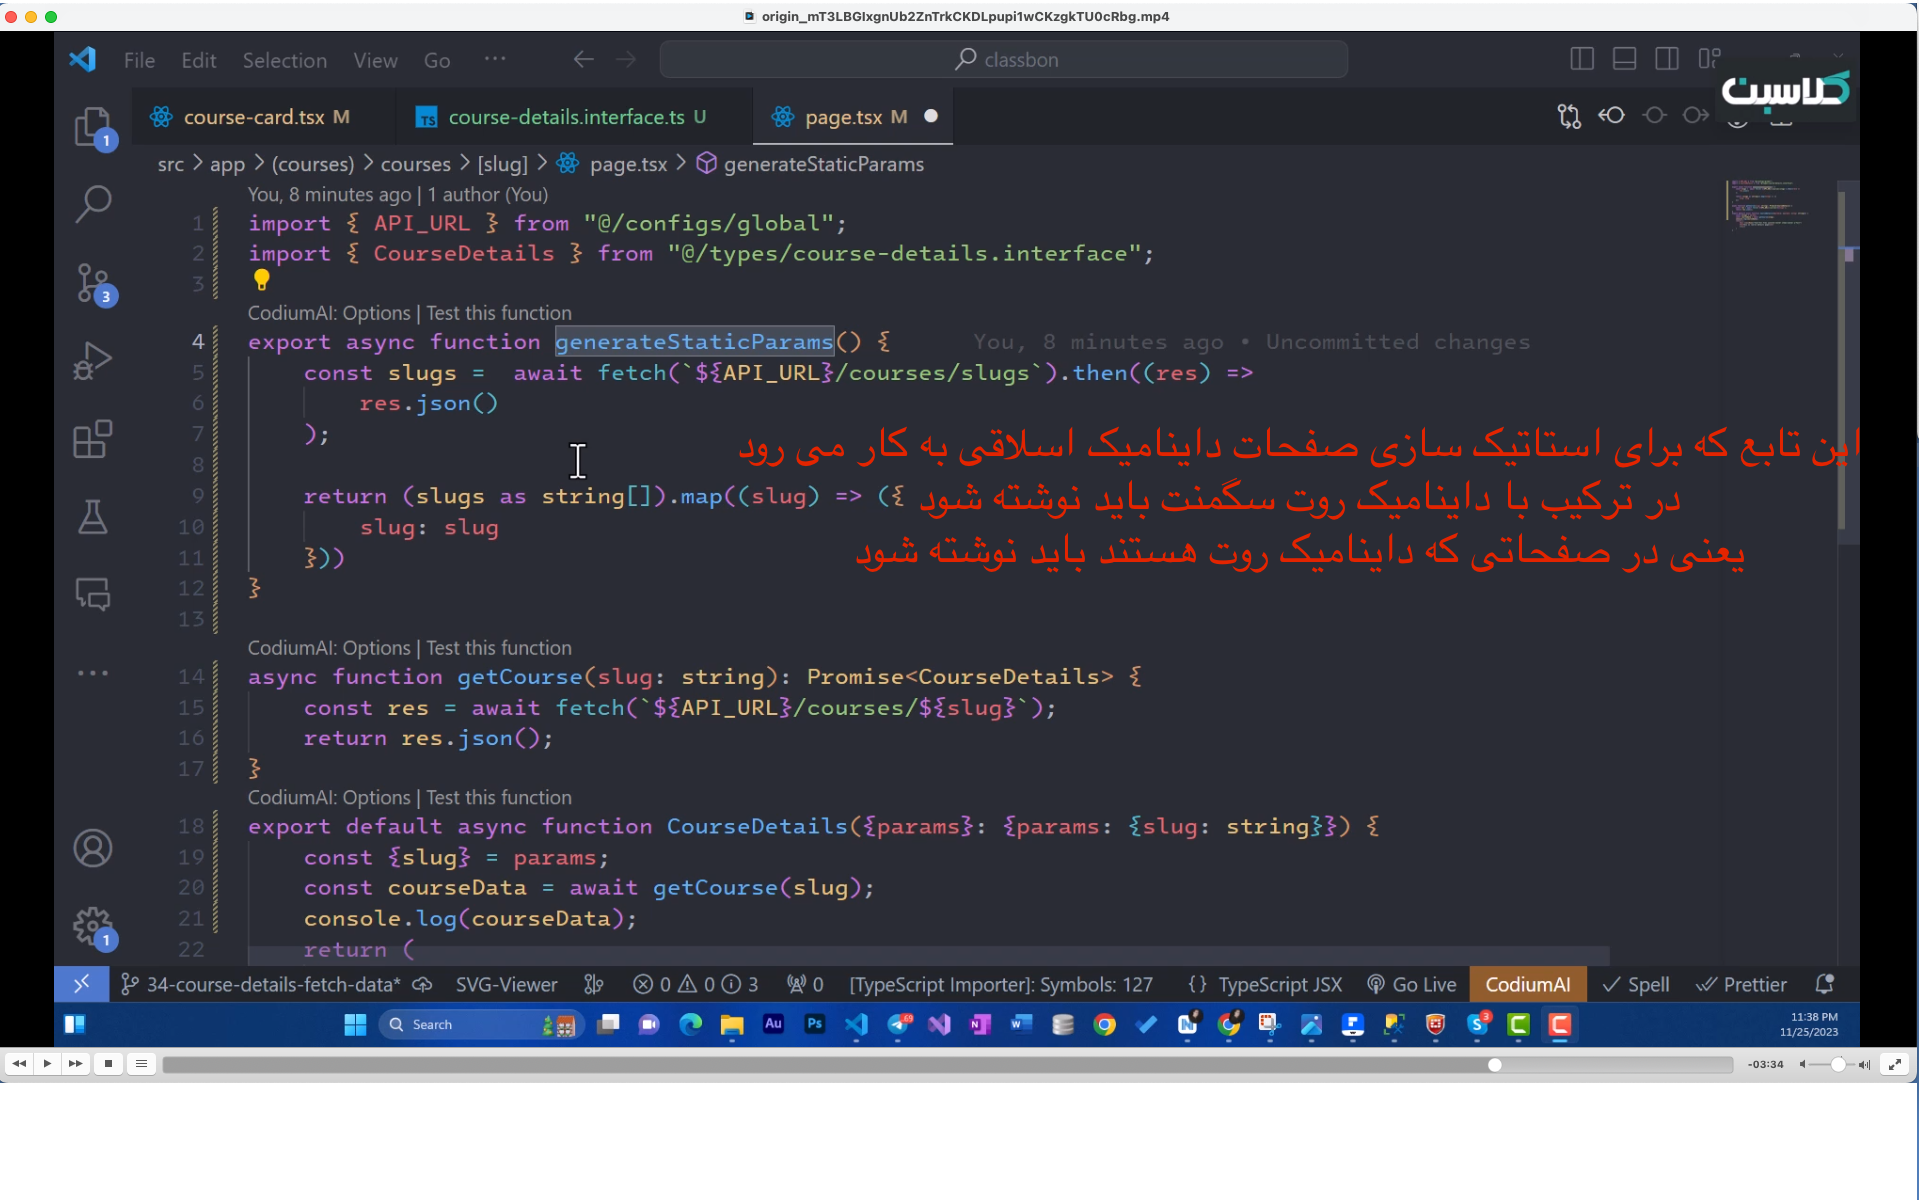 origin_mT3LBGIxgnUb2ZnTrkCKDLpupi1wCKzgkTU0cRbg.mp4
File Edit Selection View Go ··· classbon
کلاسبن
course-card.tsx M course-details.interface.ts U page.tsx M
src > app > (courses) > courses > [slug] > page.tsx > generateStaticParams
You, 8 minutes ago | 1 author (You)
1 import { API_URL } from "@/configs/global";
2 import { CourseDetails } from "@/types/course-details.interface";
3
CodiumAI: Options | Test this function
4 export async function generateStaticParams() { You, 8 minutes ago • Uncommitted changes
5 const slugs = await fetch(`${API_URL}/courses/slugs`).then((res) =>
6 res.json()
7 );
این تابع که برای استاتیک سازی صفحات داینامیک اسلاقی به کار می رود
8
9 return (slugs as string[]).map((slug) => ({
در ترکیب با داینامیک روت سگمنت باید نوشته شود
10 slug: slug
11 }))
یعنی در صفحاتی که داینامیک روت هستند باید نوشته شود
12 }
13
CodiumAI: Options | Test this function
14 async function getCourse(slug: string): Promise<CourseDetails> {
15 const res = await fetch(`${API_URL}/courses/${slug}`);
16 return res.json();
17 }
CodiumAI: Options | Test this function
18 export default async function CourseDetails({params}: {params: {slug: string}}) {
19 const {slug} = params;
20 const courseData = await getCourse(slug);
21 console.log(courseData);
22 return (
34-course-details-fetch-data* SVG-Viewer 0 0 3 0 [TypeScript Importer]: Symbols: 127 {} TypeScript JSX Go Live CodiumAI Spell Prettier
Search Au Ps 69 3
11:38 PM
11/25/2023
-03:34